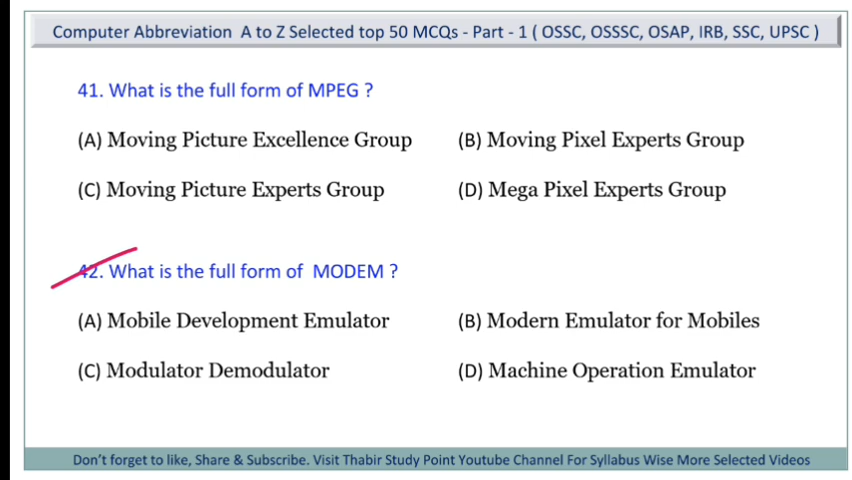 Computer Abbreviation A to Z Selected top 50 MCQs - Part - 1 ( OSSC, OSSSC, OSAP, IRB, SSC, UPSC )
41. What is the full form of MPEG ?
(A) Moving Picture Excellence Group (B) Moving Pixel Experts Group
(C) Moving Picture Experts Group (D) Mega Pixel Experts Group
42. What is the full form of MODEM ?
(A) Mobile Development Emulator (B) Modern Emulator for Mobiles
(C) Modulator Demodulator (D) Machine Operation Emulator
Don't forget to like, Share & Subscribe. Visit Thabir Study Point Youtube Channel For Syllabus Wise More Selected Videos